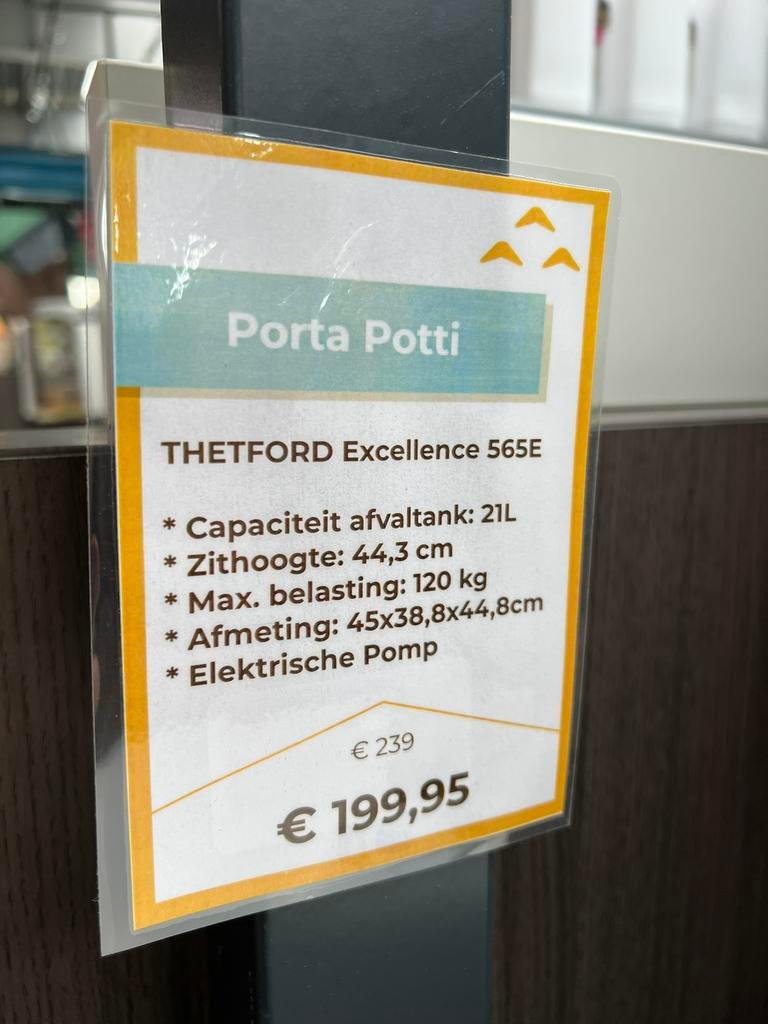 Porta Potti
THETFORD Excellence 565E
* Capaciteit afvaltank: 21L
* Zithoogte: 44,3 cm
* Max. belasting: 120 kg
* Afmeting: 45x38,8x44,8cm
* Elektrische Pomp
€ 239
€ 199,95